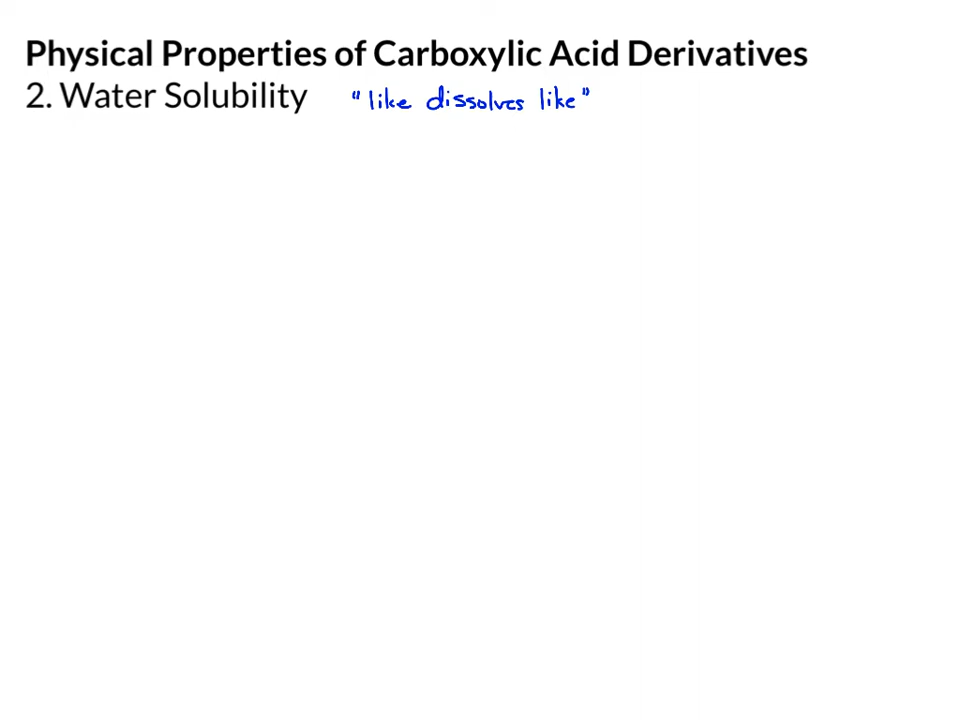 Physical Properties of Carboxylic Acid Derivatives
2. Water Solubility "like dissolves like"